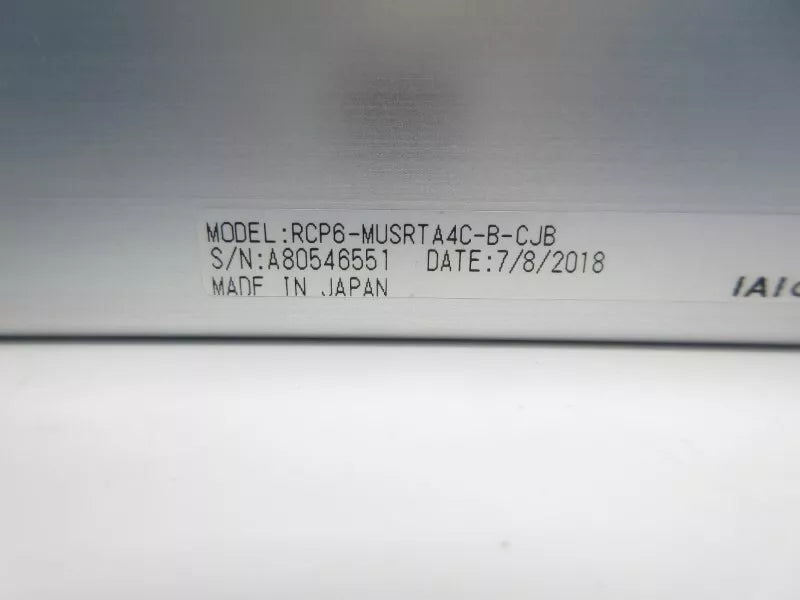 MODEL:RCP6-MUSRTA4C-B-CJB
S/N:A80546551 DATE:7/8/2018
MADE IN JAPAN